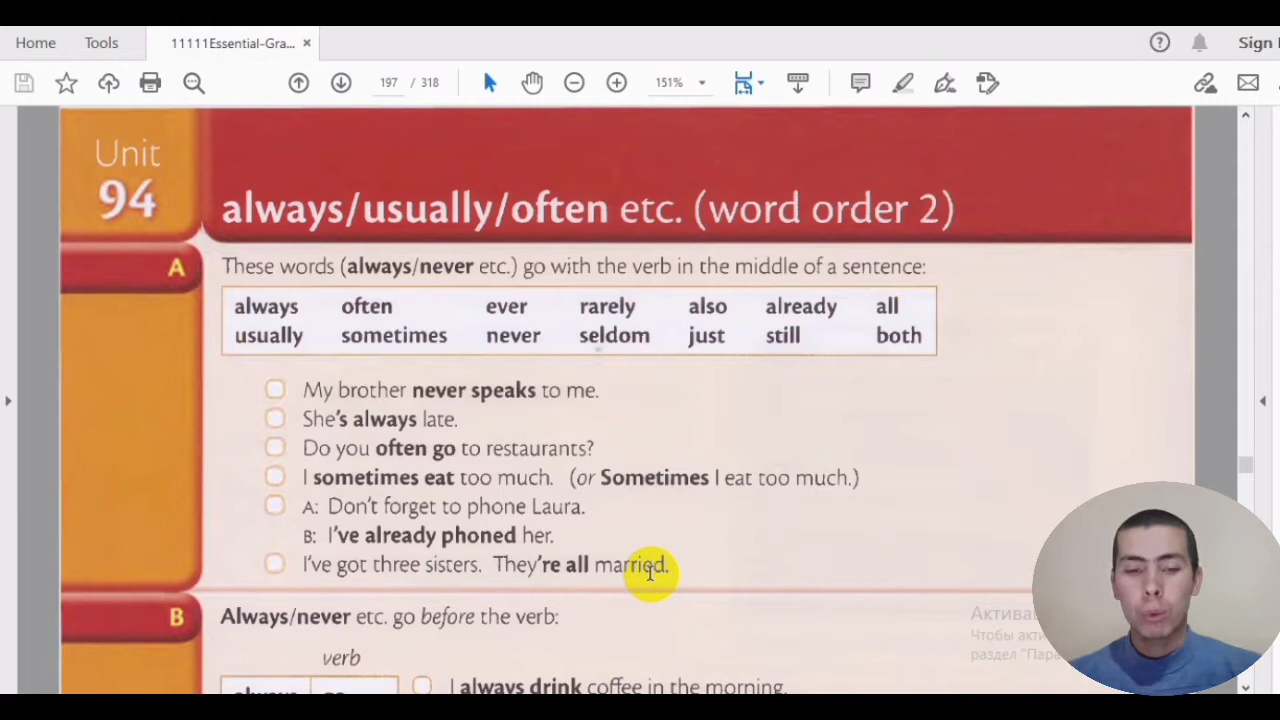 Home Tools 11111Essential-Gra... × Sign
197 / 318 151%
Unit
94
always/usually/often etc. (word order 2)
A
These words (always/never etc.) go with the verb in the middle of a sentence:
always often ever rarely also already all
usually sometimes never seldom just still both
My brother never speaks to me.
She's always late.
Do you often go to restaurants?
I sometimes eat too much. (or Sometimes I eat too much.)
A: Don't forget to phone Laura.
B: I've already phoned her.
I've got three sisters. They're all married.
B
Always/never etc. go before the verb:
verb
always go
I always drink coffee in the morning.